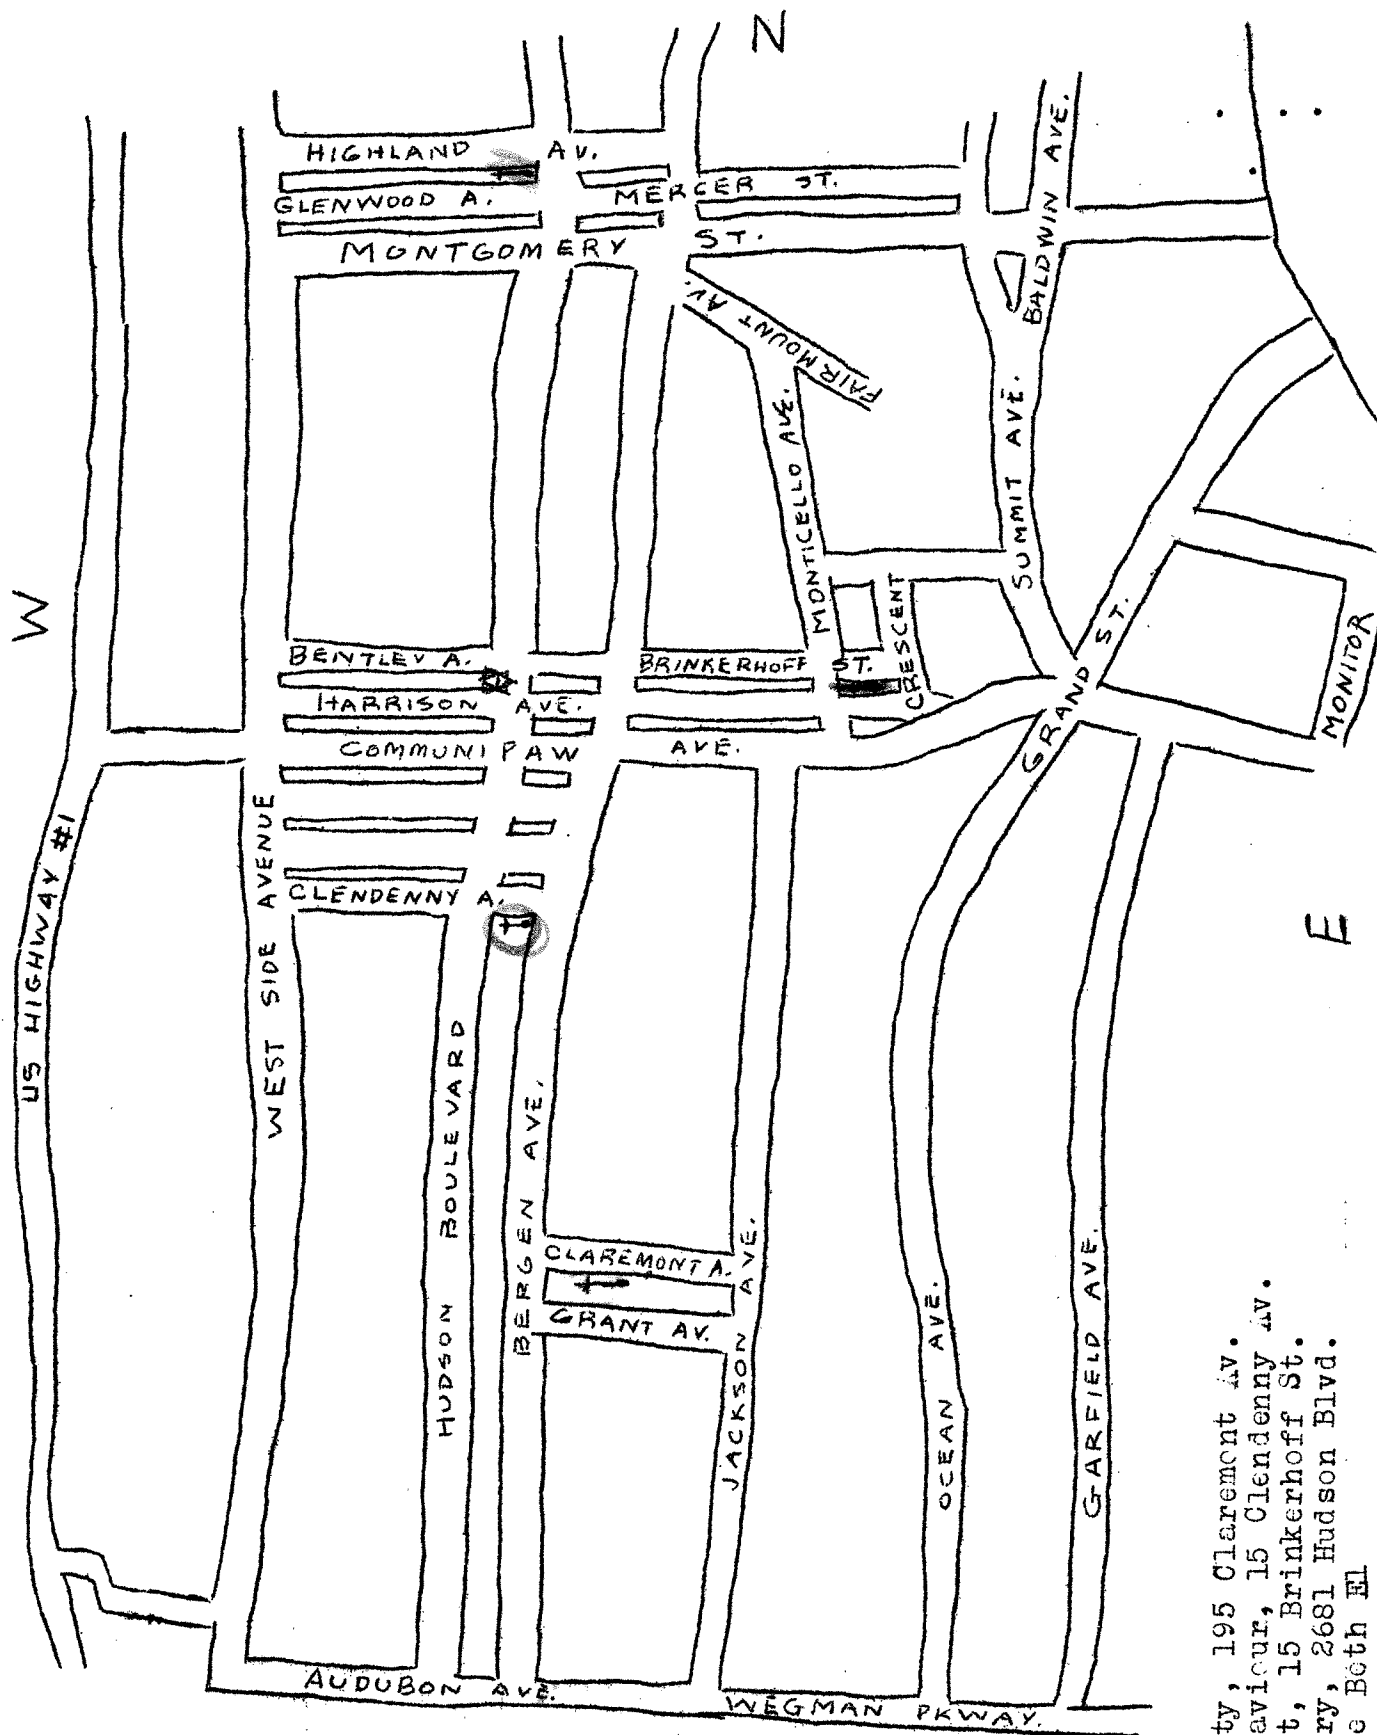 N
HIGHLAND AV.
MERCER ST.
GLENWOOD A.
MONTGOMERY ST.
BALDWIN AVE.
FAIRMOUNT AV.
MONTICELLO AVE.
SUMMIT AVE.
W
CRESCENT
BENTLEY A.
BRINKERHOFF ST.
HARRISON AVE.
COMMUNIPAW AVE.
GRAND ST.
MONITOR
US HIGHWAY #1
WEST SIDE AVENUE
CLENDENNY A.
E
HUDSON BOULEVARD
BERGEN AVE.
CLAREMONT A.
GRANT AV.
JACKSON AVE.
OCEAN AVE.
GARFIELD AVE.
AUDUBON AVE.
WEGMAN PKWAY.
ty, 195 Claremont Av.
aviour, 15 Clendenny Av.
t, 15 Brinkerhoff St.
ry, 2681 Hudson Blvd.
e Beth El